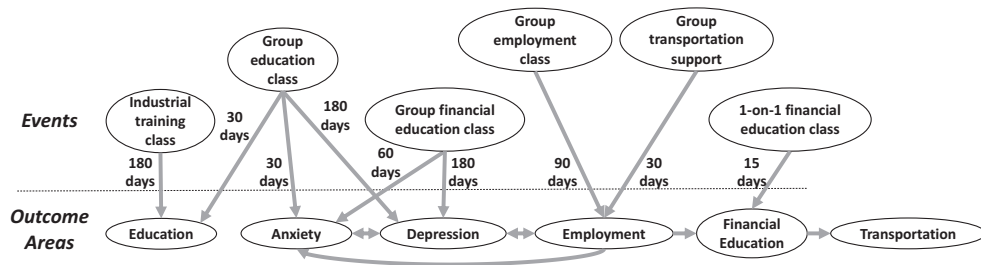 Group
education
class
Group
employment
class
Group
transportation
support
Industrial
training
class
30
days
180
days
Group financial
education class
1-on-1 financial
education class
Events
180
days
30
days
60
days
180
days
90
days
30
days
15
days
Outcome
Areas
Education
Anxiety
Depression
Employment
Financial
Education
Transportation